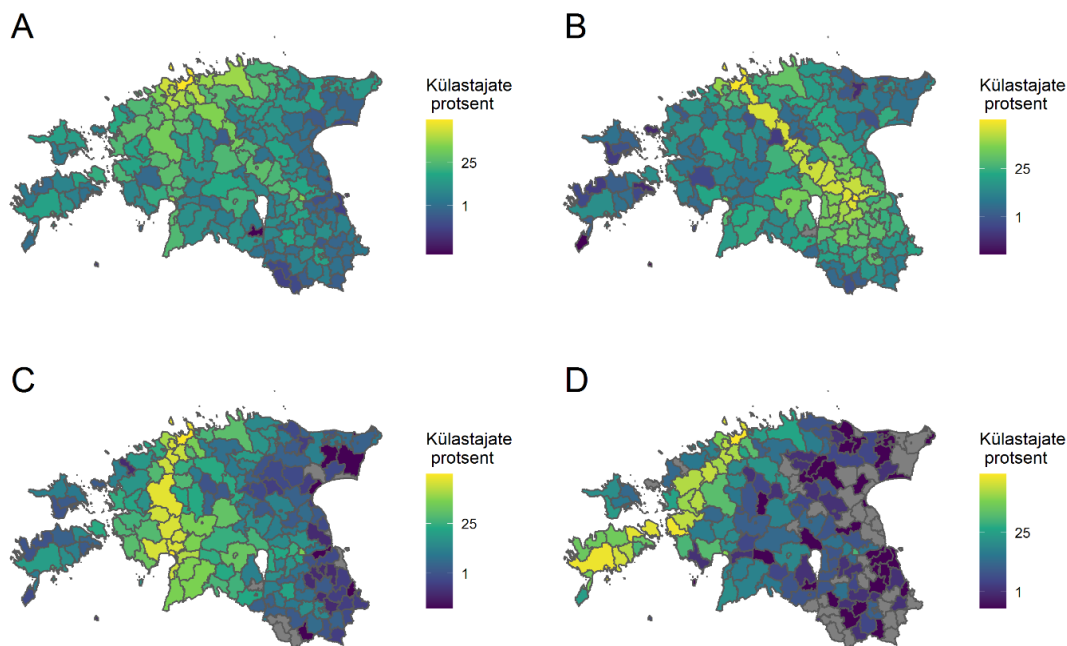 A
Külastajate
protsent
25
1
B
Külastajate
protsent
25
1
C
Külastajate
protsent
25
1
D
Külastajate
protsent
25
1